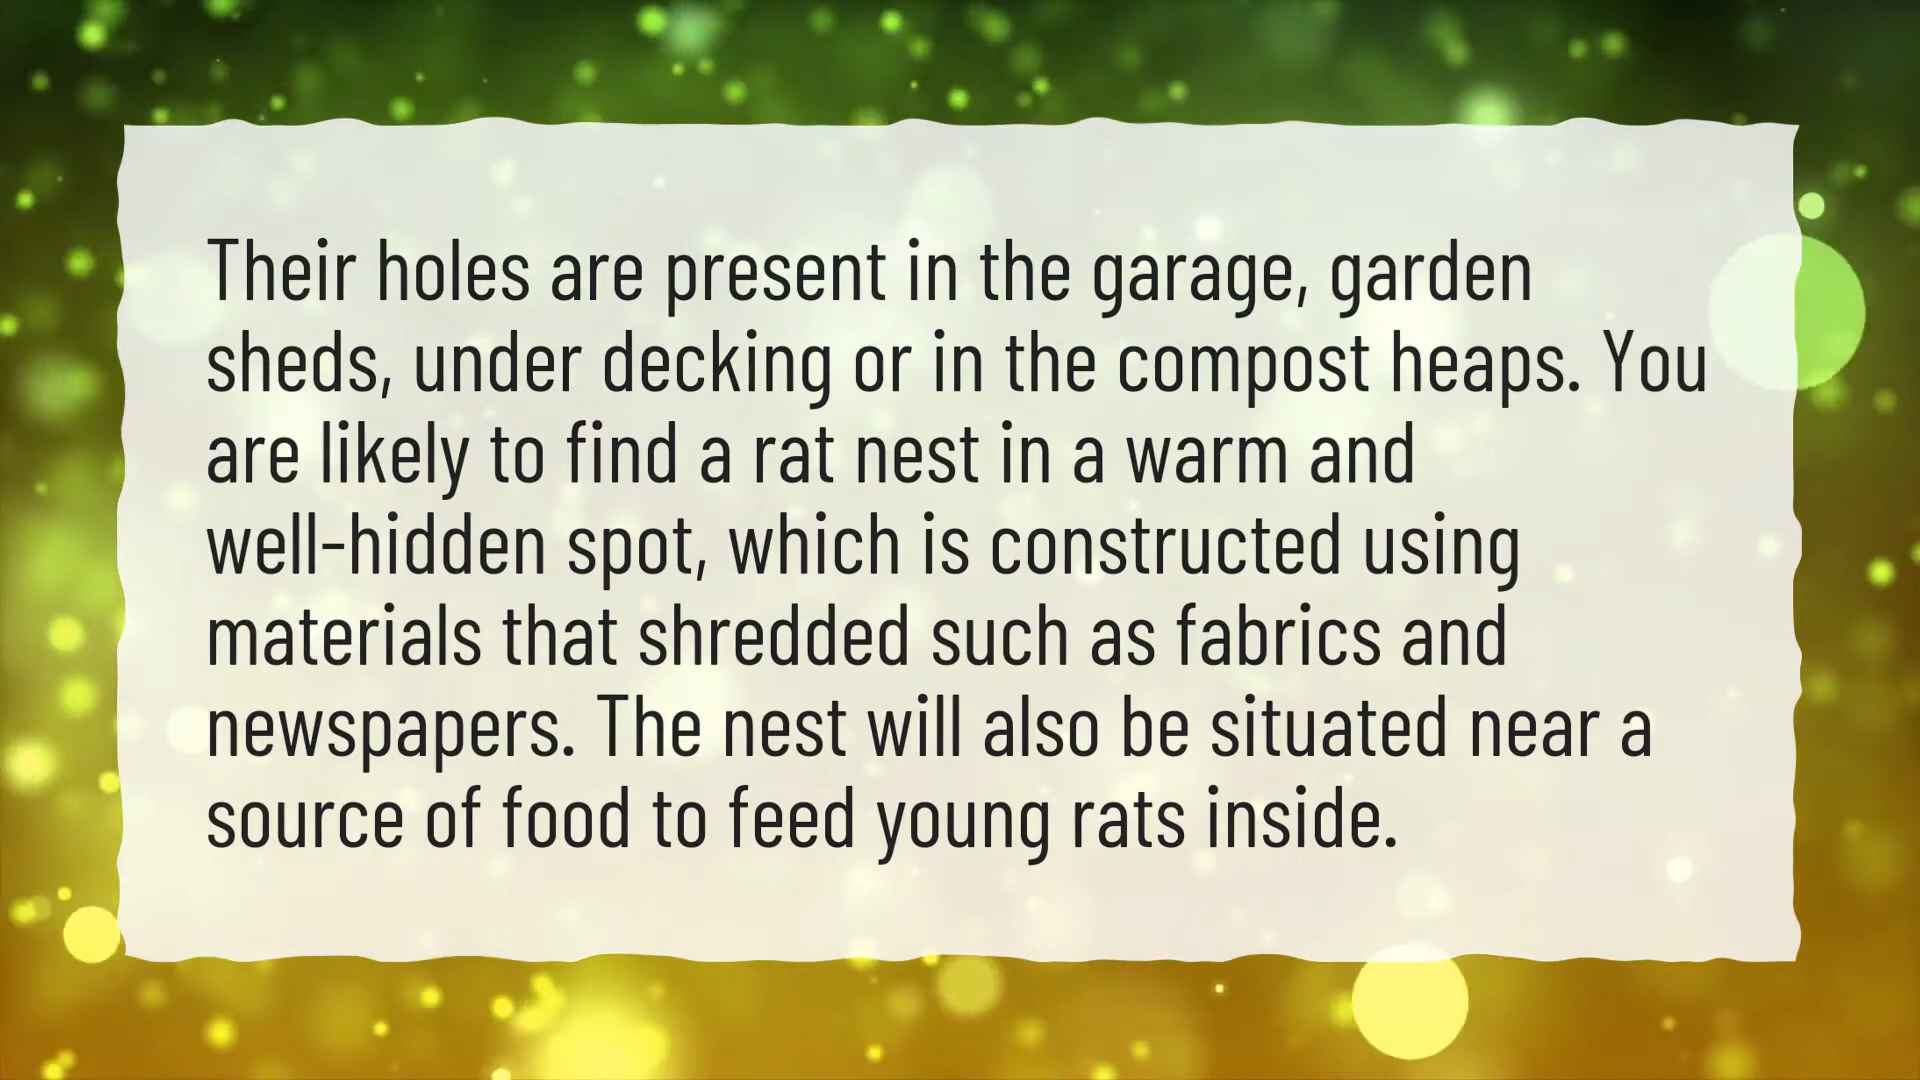 Their holes are present in the garage, garden
sheds, under decking or in the compost heaps. You
are likely to find a rat nest in a warm and
well-hidden spot, which is constructed using
materials that shredded such as fabrics and
newspapers. The nest will also be situated near a
source of food to feed young rats inside.